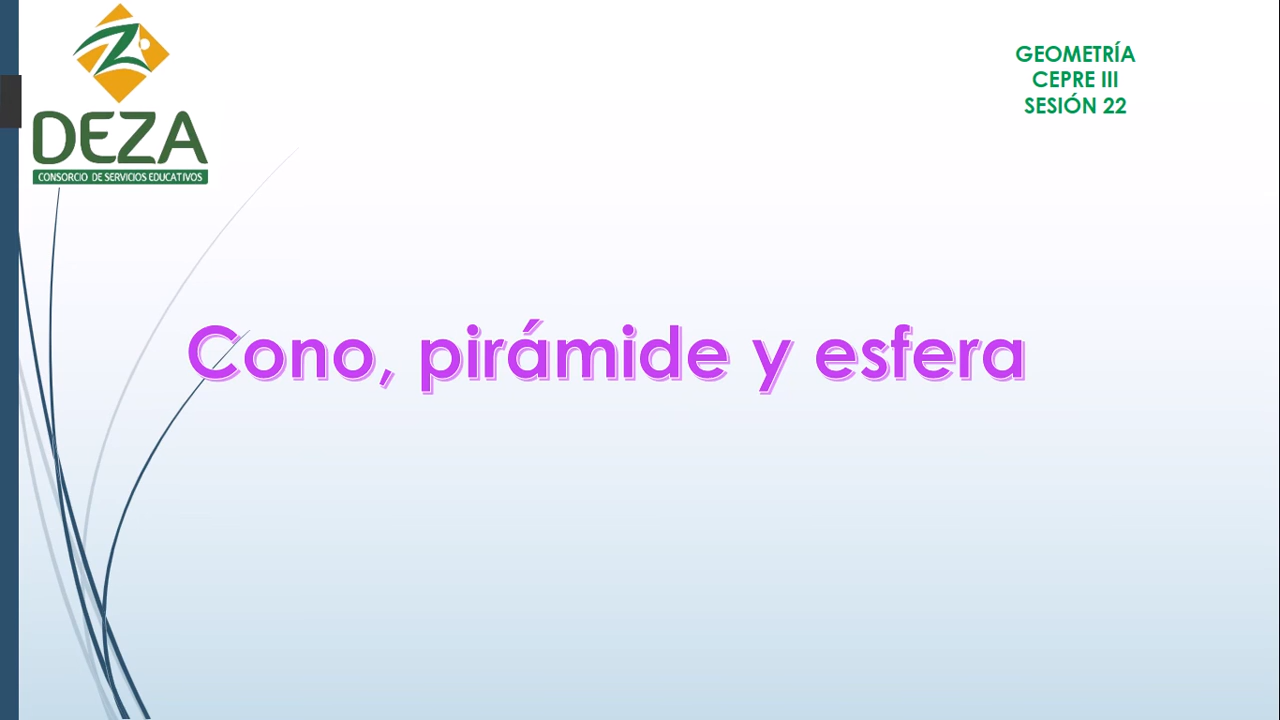 DEZA
CONSORCIO DE SERVICIOS EDUCATIVOS
GEOMETRÍA
CEPRE III
SESIÓN 22
Cono, pirámide y esfera